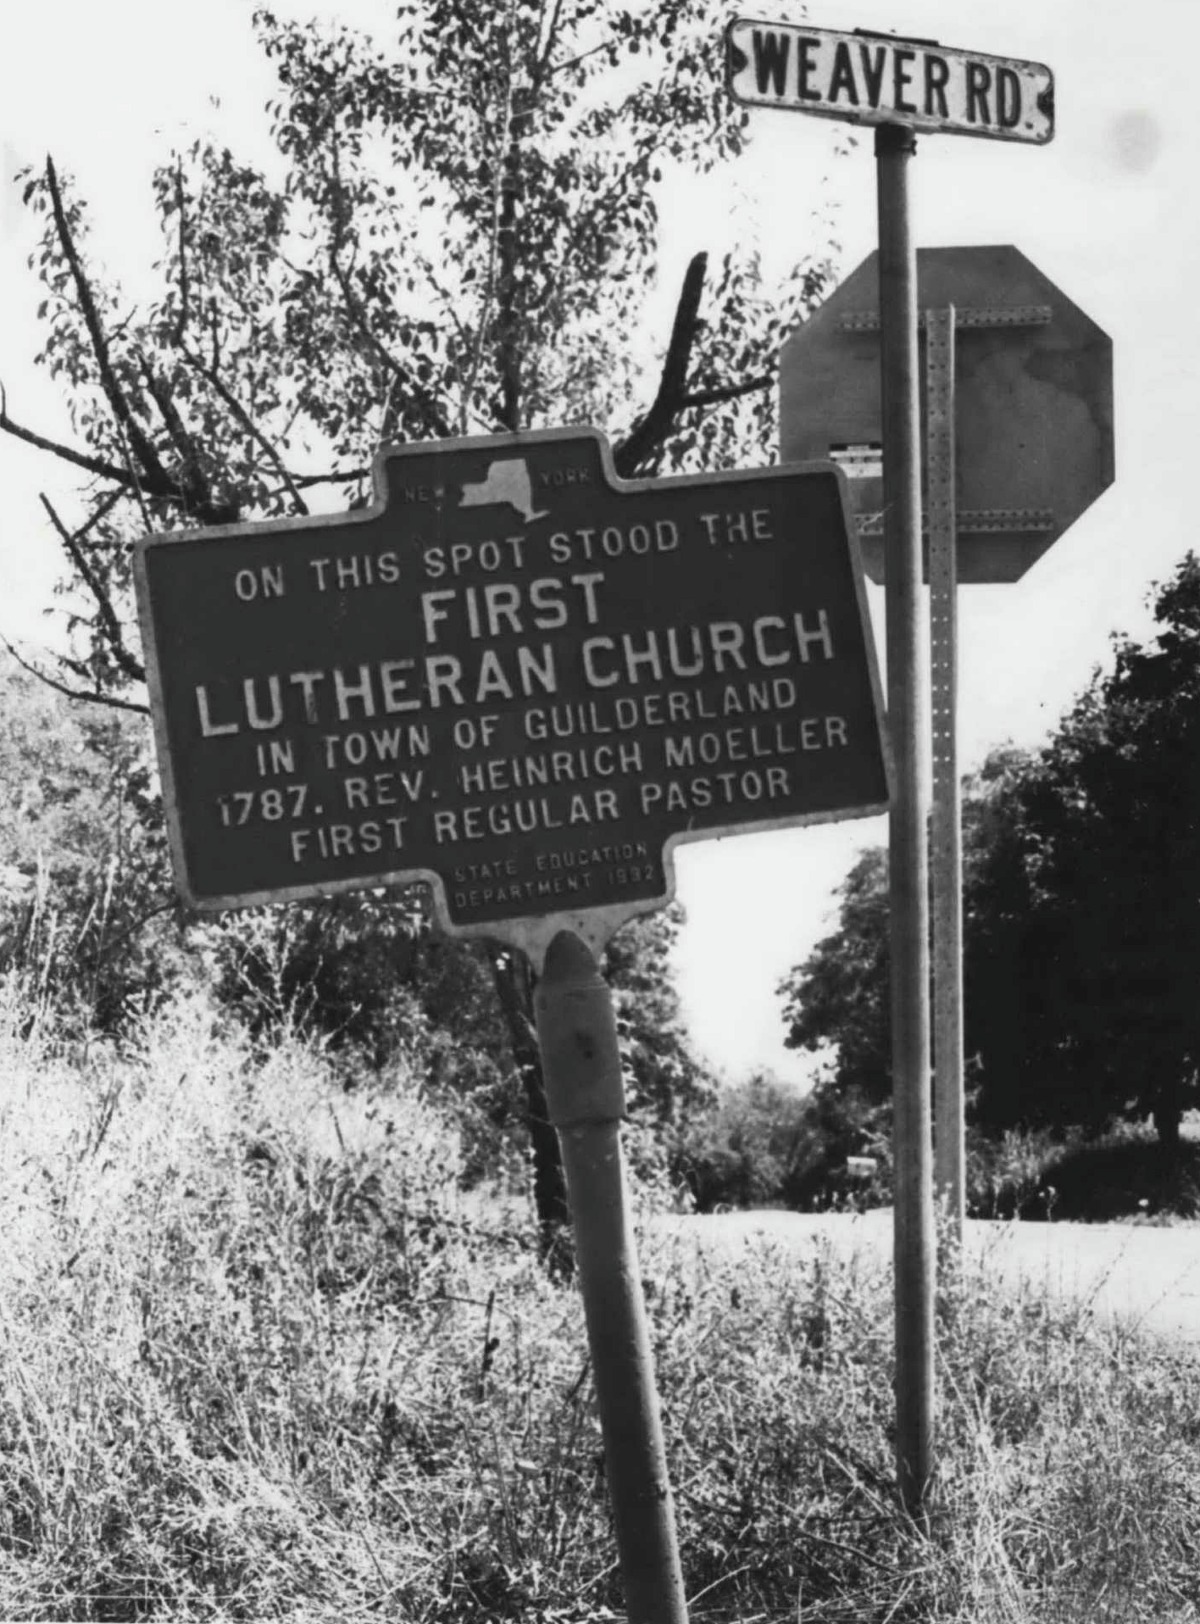 WEAVER RD.
NEW YORK
ON THIS SPOT STOOD THE
FIRST
LUTHERAN CHURCH
IN TOWN OF GUILDERLAND
1787. REV. HEINRICH MOELLER
FIRST REGULAR PASTOR
STATE EDUCATION
DEPARTMENT 1932